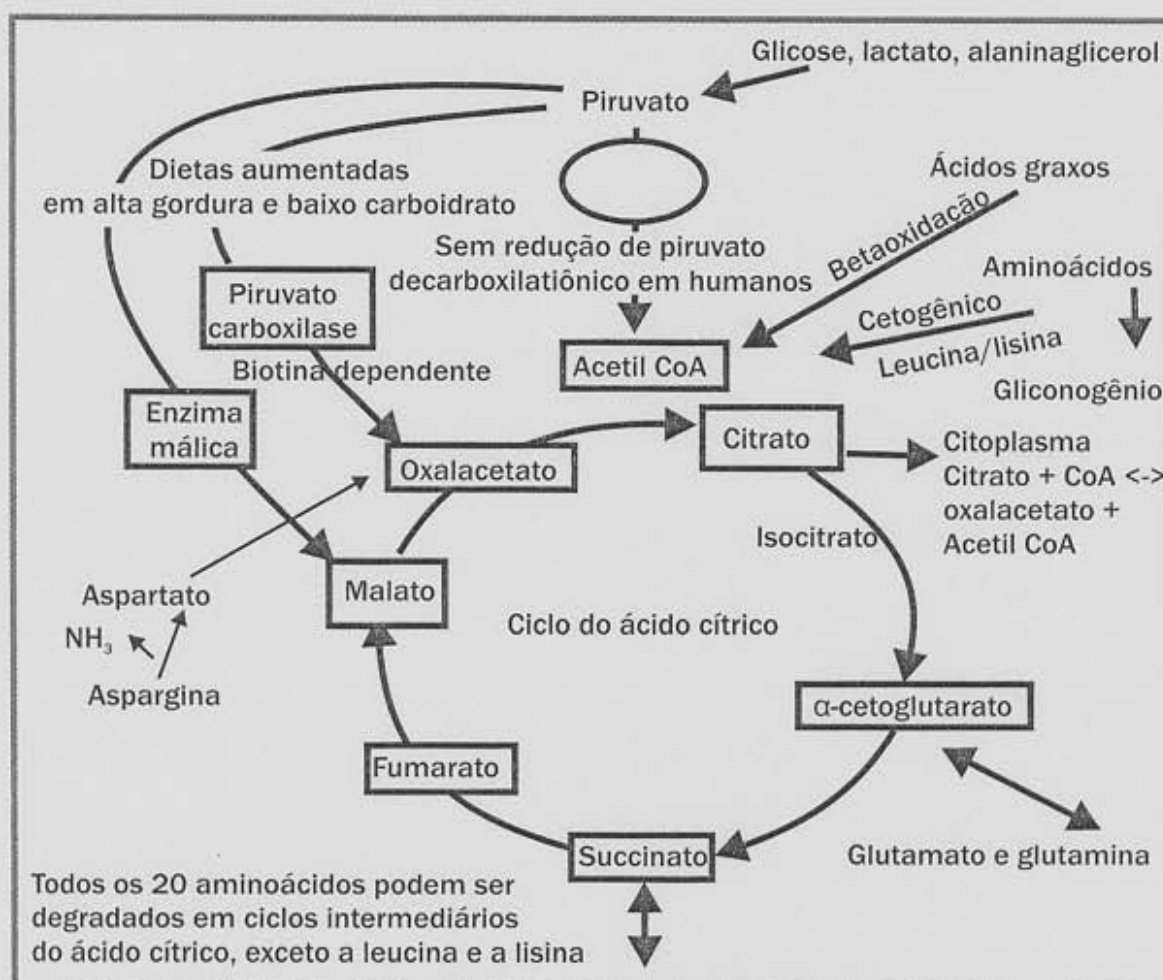 Glicose, lactato, alaninaglicerol
Piruvato
Dietas aumentadas
em alta gordura e baixo carboidrato
Ácidos graxos
Sem redução de piruvato
decarboxilatiônico em humanos
Betaoxidação
Aminoácidos
Piruvato
carboxilase
Cetogênico
Leucina/lisina
Biotina dependente
Acetil CoA
Gliconogênio
Enzima
málica
Citrato
Citoplasma
Citrato + CoA <->
oxalacetato +
Acetil CoA
Oxalacetato
Isocitrato
Aspartato
Malato
NH₃
Ciclo do ácido cítrico
Aspargina
α-cetoglutarato
Fumarato
Succinato
Glutamato e glutamina
Todos os 20 aminoácidos podem ser
degradados em ciclos intermediários
do ácido cítrico, exceto a leucina e a lisina